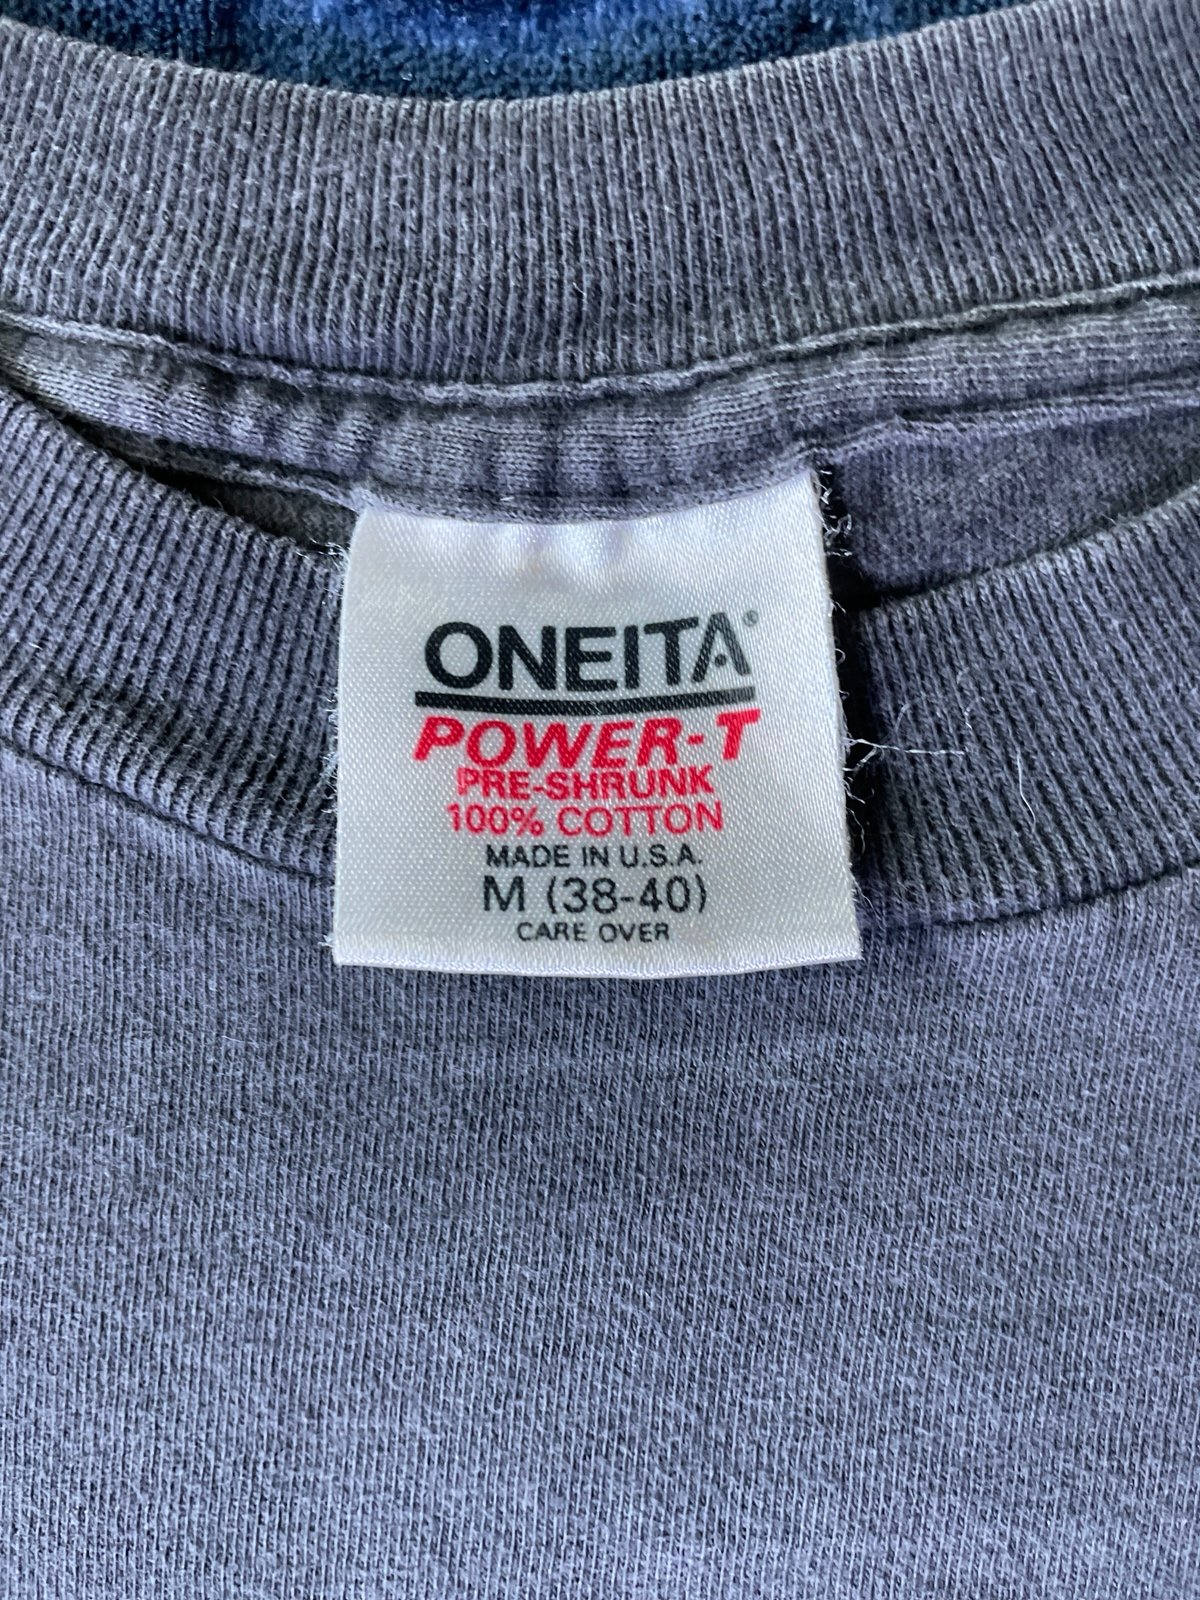 ONEITA®
POWER-T
PRE-SHRUNK
100% COTTON
MADE IN U.S.A.
M (38-40)
CARE OVER